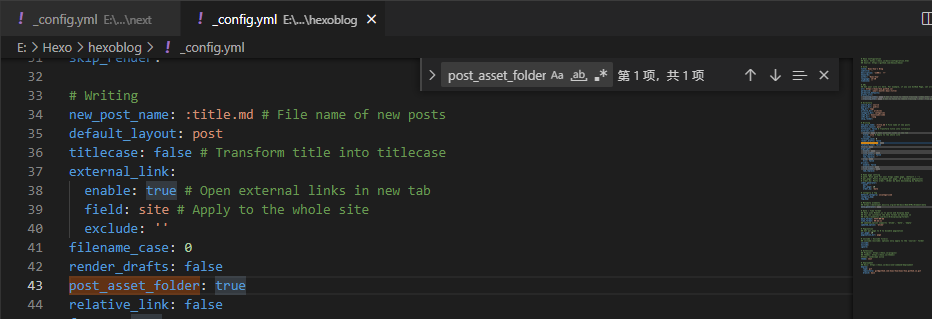 ! _config.yml E:\...\next
! _config.yml E:\...\hexoblog ×
E: > Hexo > hexoblog > ! _config.yml
post_asset_folder Aa ab .* 第 1 项，共 1 项
31 skip_render:
32
33 # Writing
34 new_post_name: :title.md # File name of new posts
35 default_layout: post
36 titlecase: false # Transform title into titlecase
37 external_link:
38 enable: true # Open external links in new tab
39 field: site # Apply to the whole site
40 exclude: ''
41 filename_case: 0
42 render_drafts: false
43 post_asset_folder: true
44 relative_link: false